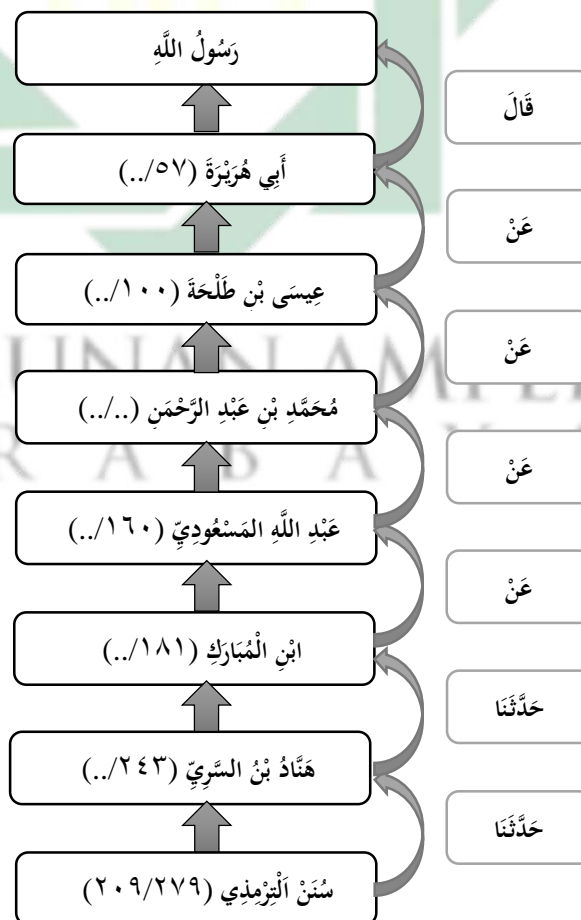 رَسُولُ اللَّهِ
قَالَ
أَبِي هُرَيْرَةَ (٥٧/..)
عَنْ
عِيسَى بْنِ طَلْحَةَ (١٠٠/..)
عَنْ
مُحَمَّدِ بْنِ عَبْدِ الرَّحْمَنِ (../..)
عَنْ
عَبْدِ اللَّهِ المَسْعُودِيِّ (١٦٠/..)
عَنْ
ابْنِ الْمُبَارَكِ (١٨١/..)
حَدَّثَنَا
هَنَّادُ بْنُ السَّرِيِّ (٢٤٣/..)
حَدَّثَنَا
سُنَنْ اَلْتِرْمِذِي (٢٠٩/٢٧٩)